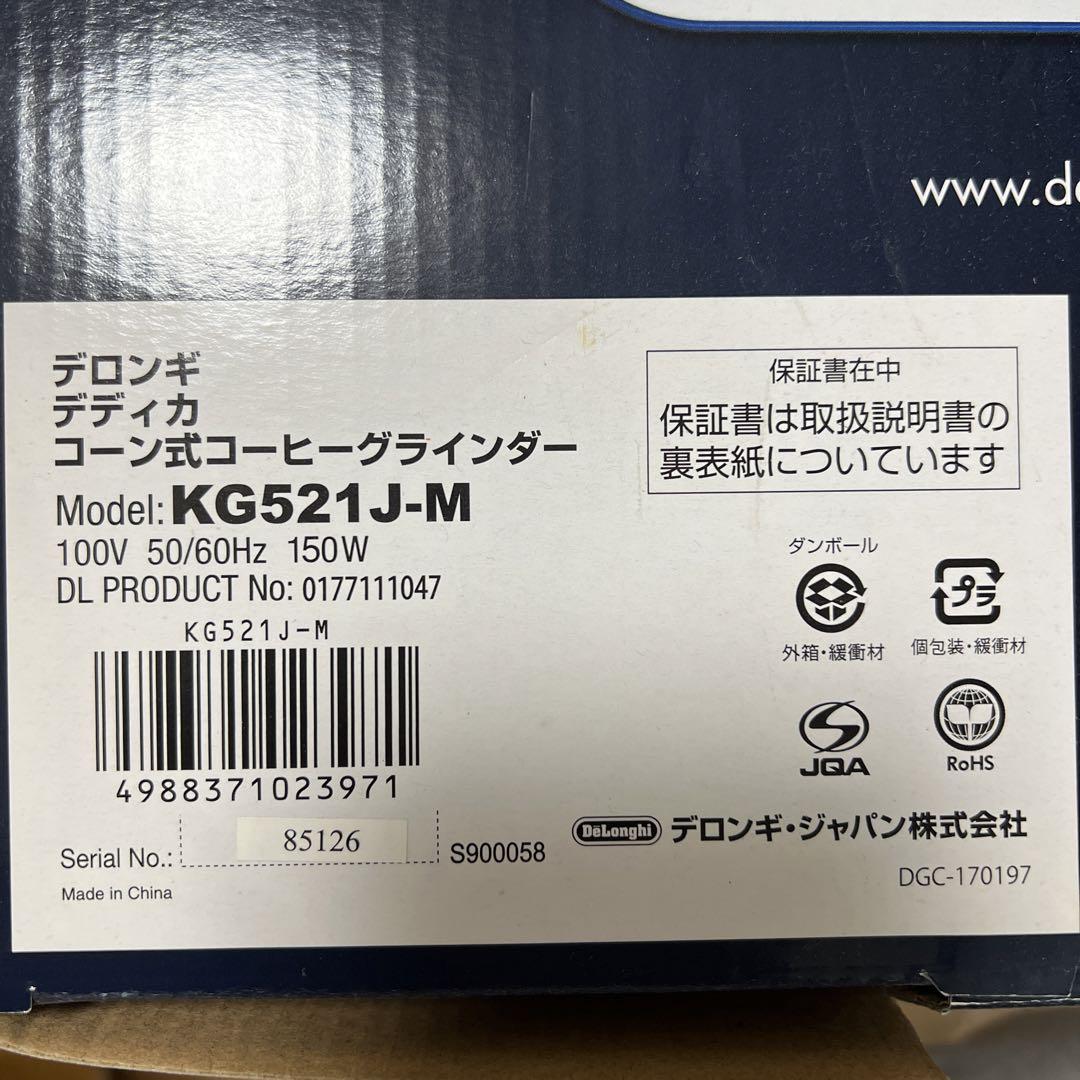 www.de
デロンギ
デディカ
コーン式コーヒーグラインダー
Model: KG521J-M
100V 50/60Hz 150W
DL PRODUCT No: 0177111047
KG521J-M
4988371023971
Serial No.: 85126 S900058
Made in China
保証書在中
保証書は取扱説明書の
裏表紙についています
ダンボール
外箱・緩衝材
プラ
個包装・緩衝材
JQA
RoHS
DeLonghi デロンギ・ジャパン株式会社
DGC-170197